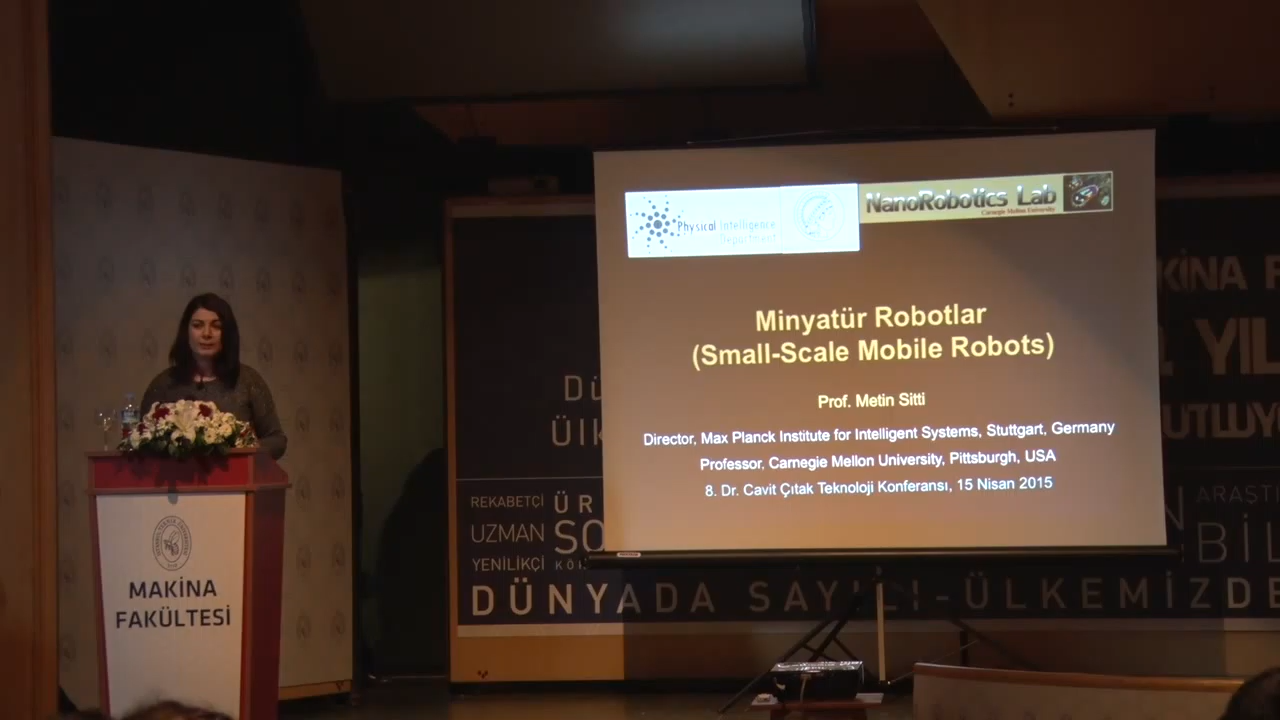 Physical Intelligence
Department
NanoRobotics Lab
Carnegie Mellon University
Minyatür Robotlar
(Small-Scale Mobile Robots)
Prof. Metin Sitti
Director, Max Planck Institute for Intelligent Systems, Stuttgart, Germany
Professor, Carnegie Mellon University, Pittsburgh, USA
8. Dr. Cavit Çıtak Teknoloji Konferansı, 15 Nisan 2015
MAKİNA
FAKÜLTESİ
REKABETÇİ
UZMAN
YENİLİKÇİ
DÜNYADA SAYILI-ÜLKEMİZDE